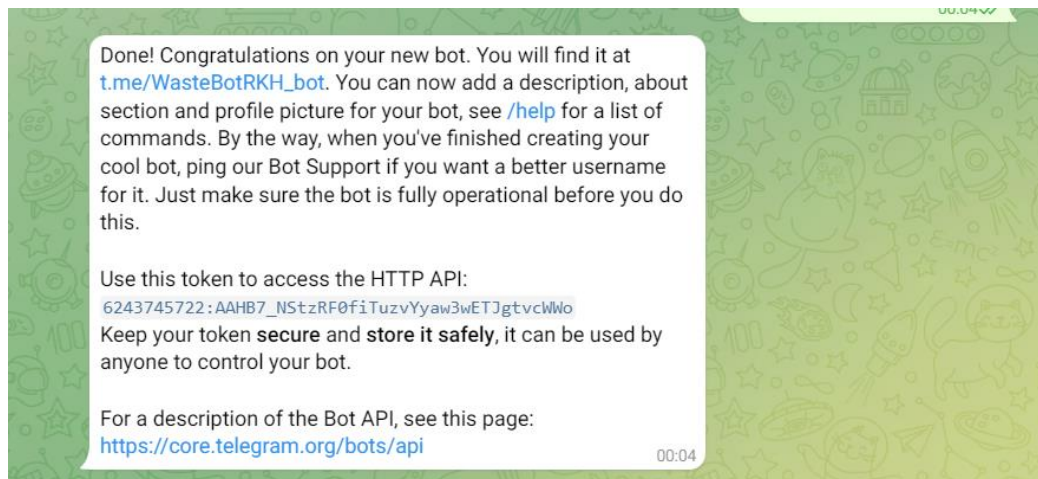 00:04
Done! Congratulations on your new bot. You will find it at
t.me/WasteBotRKH_bot. You can now add a description, about
section and profile picture for your bot, see /help for a list of
commands. By the way, when you've finished creating your
cool bot, ping our Bot Support if you want a better username
for it. Just make sure the bot is fully operational before you do
this.
Use this token to access the HTTP API:
6243745722:AAHB7_NStzRF0fiTuzvYyaw3wETJgtvcWWo
Keep your token secure and store it safely, it can be used by
anyone to control your bot.
For a description of the Bot API, see this page:
https://core.telegram.org/bots/api
00:04